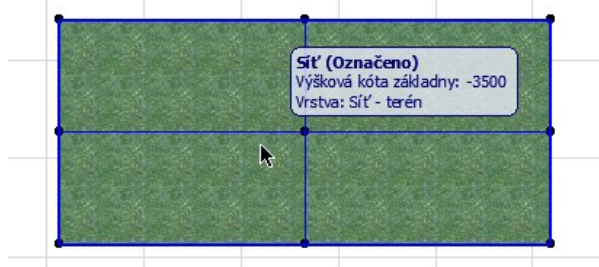 Síť (Označeno)
Výšková kóta základny: -3500
Vrstva: Síť - terén